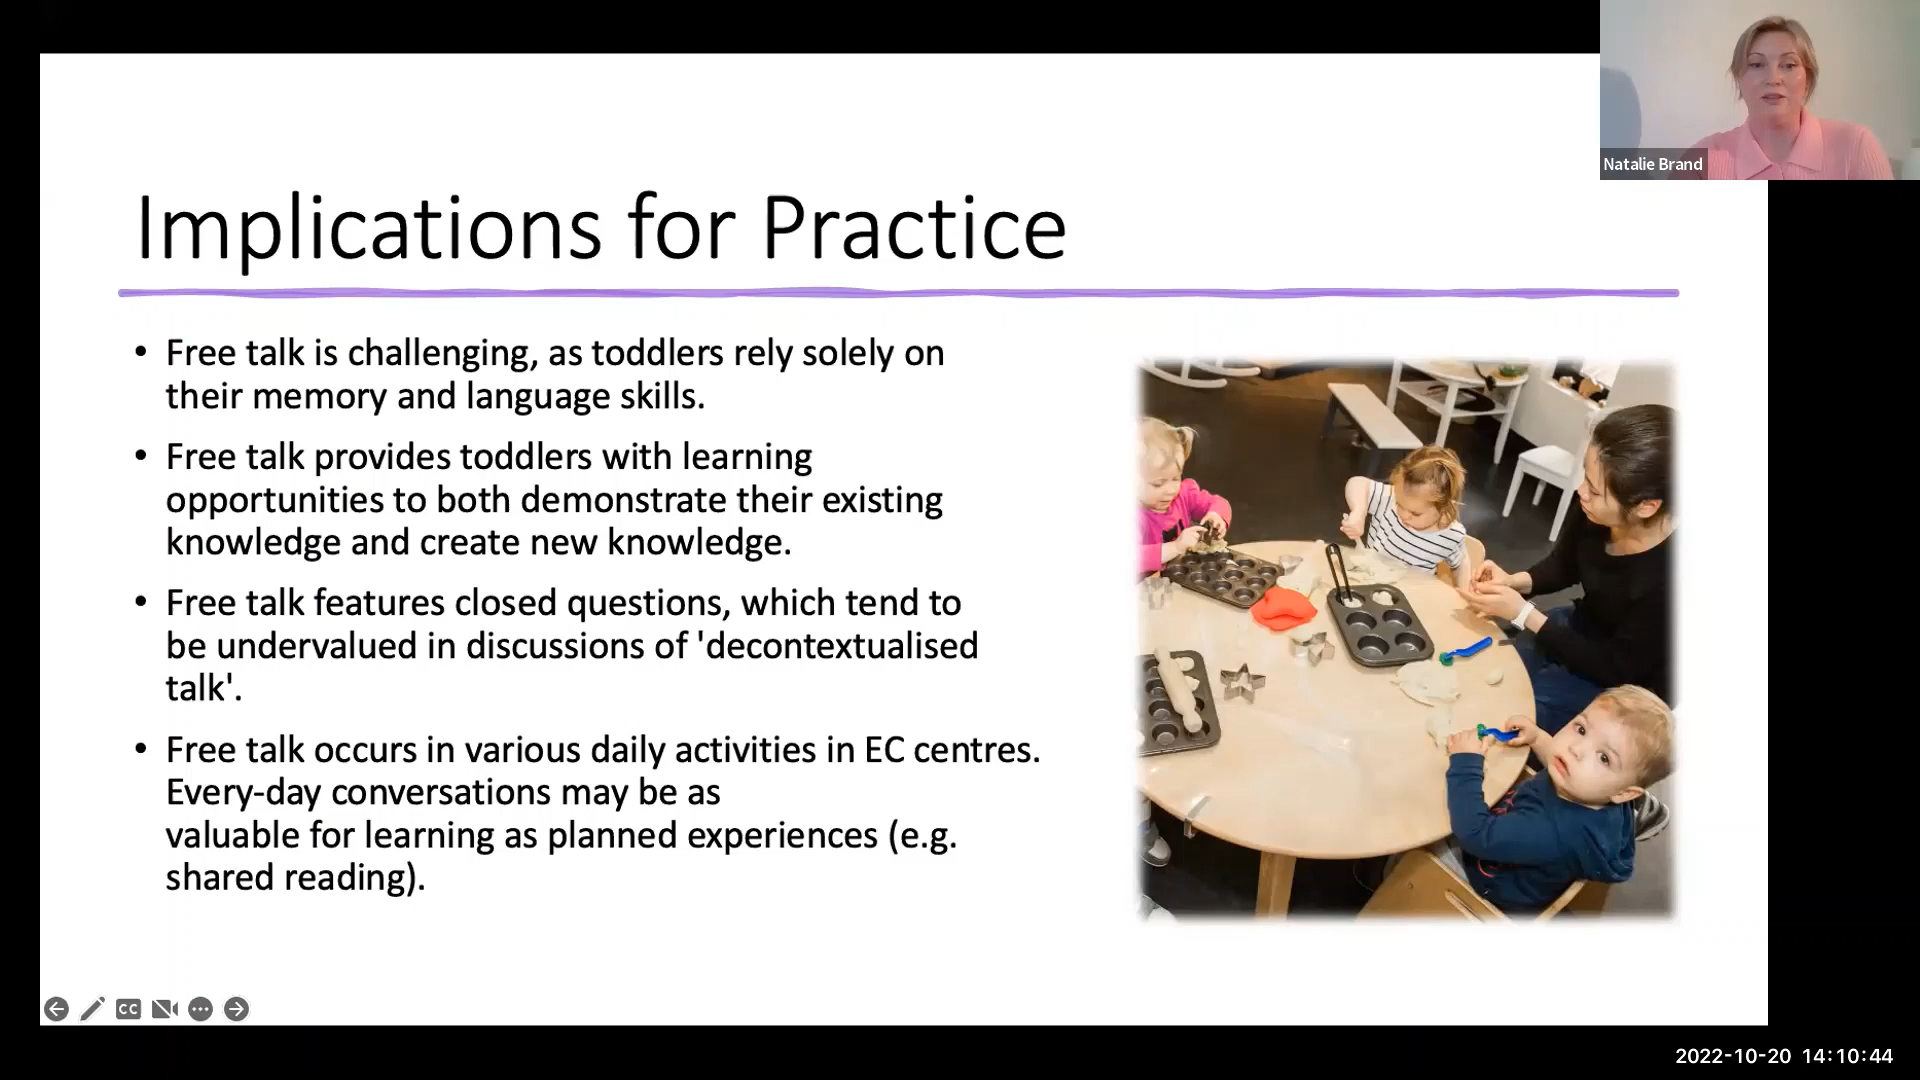 Natalie Brand
Implications for Practice
• Free talk is challenging, as toddlers rely solely on
their memory and language skills.
• Free talk provides toddlers with learning
opportunities to both demonstrate their existing
knowledge and create new knowledge.
• Free talk features closed questions, which tend to
be undervalued in discussions of 'decontextualised
talk'.
• Free talk occurs in various daily activities in EC centres.
Every-day conversations may be as
valuable for learning as planned experiences (e.g.
shared reading).
CC
2022-10-20 14:10:44